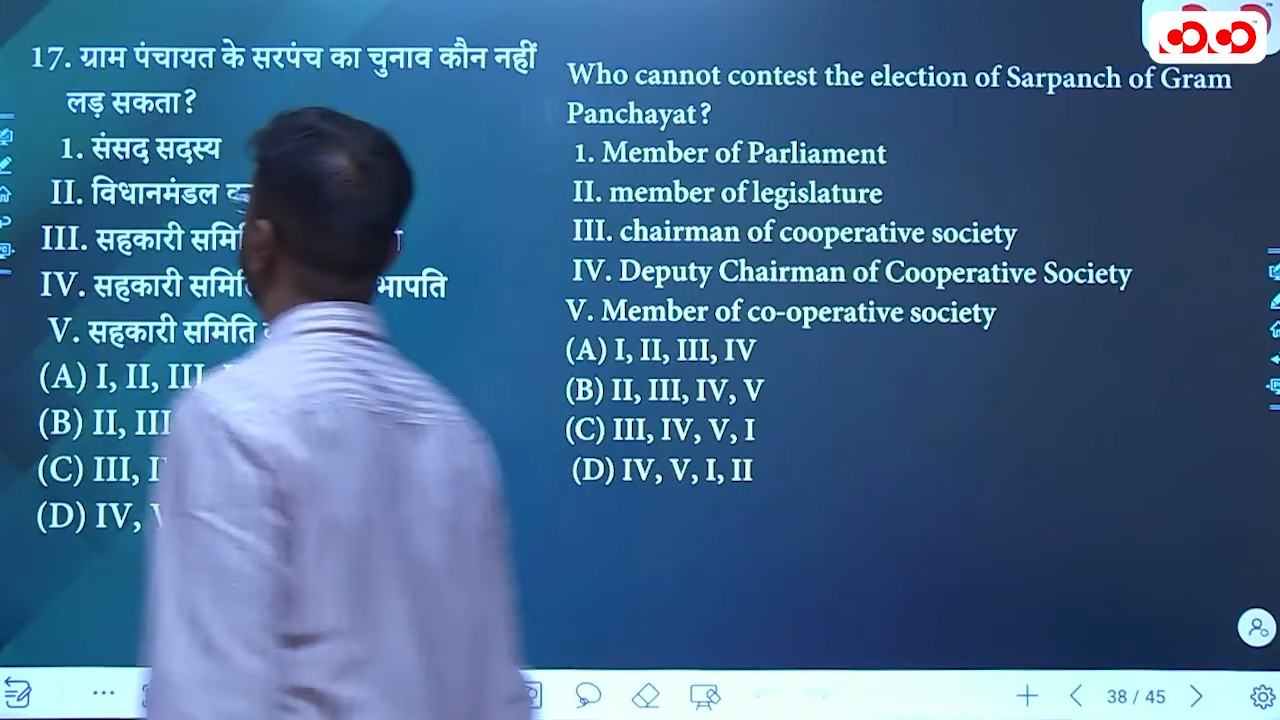 17. ग्राम पंचायत के सरपंच का चुनाव कौन नहीं
लड़ सकता?
1. संसद सदस्य
II. विधानमंडल
III. सहकारी
IV. सहकारी
V. सहकारी समिति
(A) I, II, III,
(B) II, III
(C) III,
(D) IV,
Who cannot contest the election of Sarpanch of Gram
Panchayat?
1. Member of Parliament
II. member of legislature
III. chairman of cooperative society
IV. Deputy Chairman of Cooperative Society
V. Member of co-operative society
(A) I, II, III, IV
(B) II, III, IV, V
(C) III, IV, V, I
(D) IV, V, I, II
38 / 45